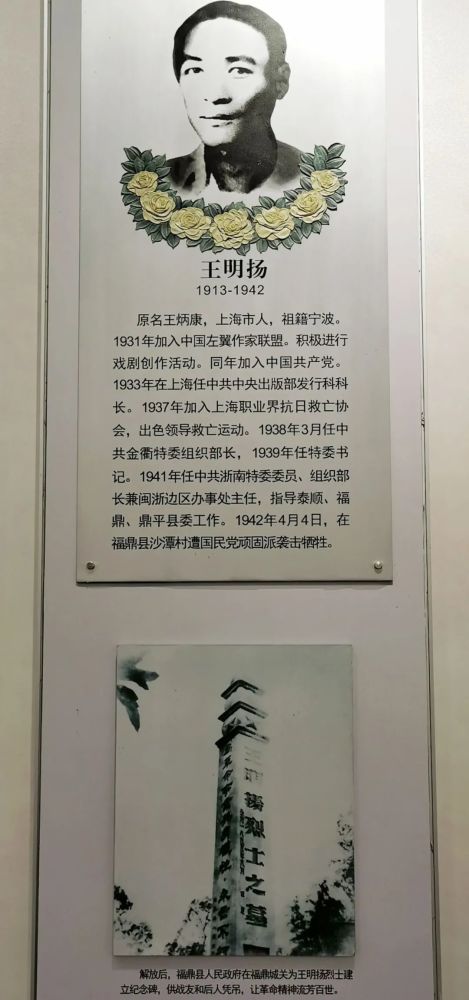 王明扬
1913-1942
原名王炳康，上海市人，祖籍宁波。
1931年加入中国左翼作家联盟。积极进行
戏剧创作活动。同年加入中国共产党。
1933年在上海任中共中央出版部发行科科
长。1937年加入上海职业界抗日救亡协
会，出色领导救亡运动。1938年3月任中
共金衢特委组织部长，1939年任特委书
记。1941年任中共浙南特委委员、组织部
长兼闽浙边区办事处主任，指导泰顺、福
鼎、鼎平县委工作。1942年4月4日，在
福鼎县沙潭村遭国民党顽固派袭击牺牲。
烈士之墓
解放后，福鼎县人民政府在福鼎城关为王明扬烈士建
立纪念碑，供战友和后人凭吊，让革命精神流芳百世。